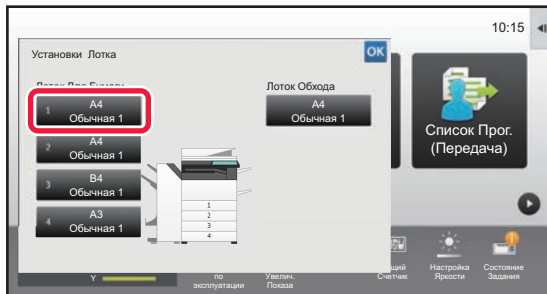 10:15
Установки Лотка
OK
Лоток Для Бумаги
Лоток Обхода
1 A4
Обычная 1
A4
Обычная 1
2 A4
Обычная 1
3 B4
Обычная 1
4 A3
Обычная 1
1
2
3
4
Список Прог.
(Передача)
Y
по
эксплуатации
Увелич.
Показа
Счетчик
Настройка
Яркости
Состояние
Задания